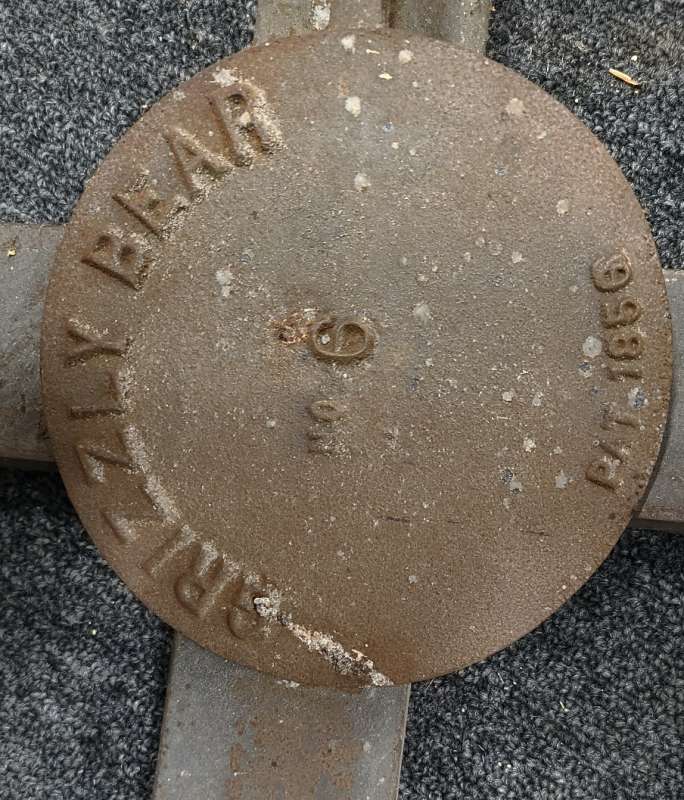 GRIZZLY BEAR
NO 6
PAT. 1856